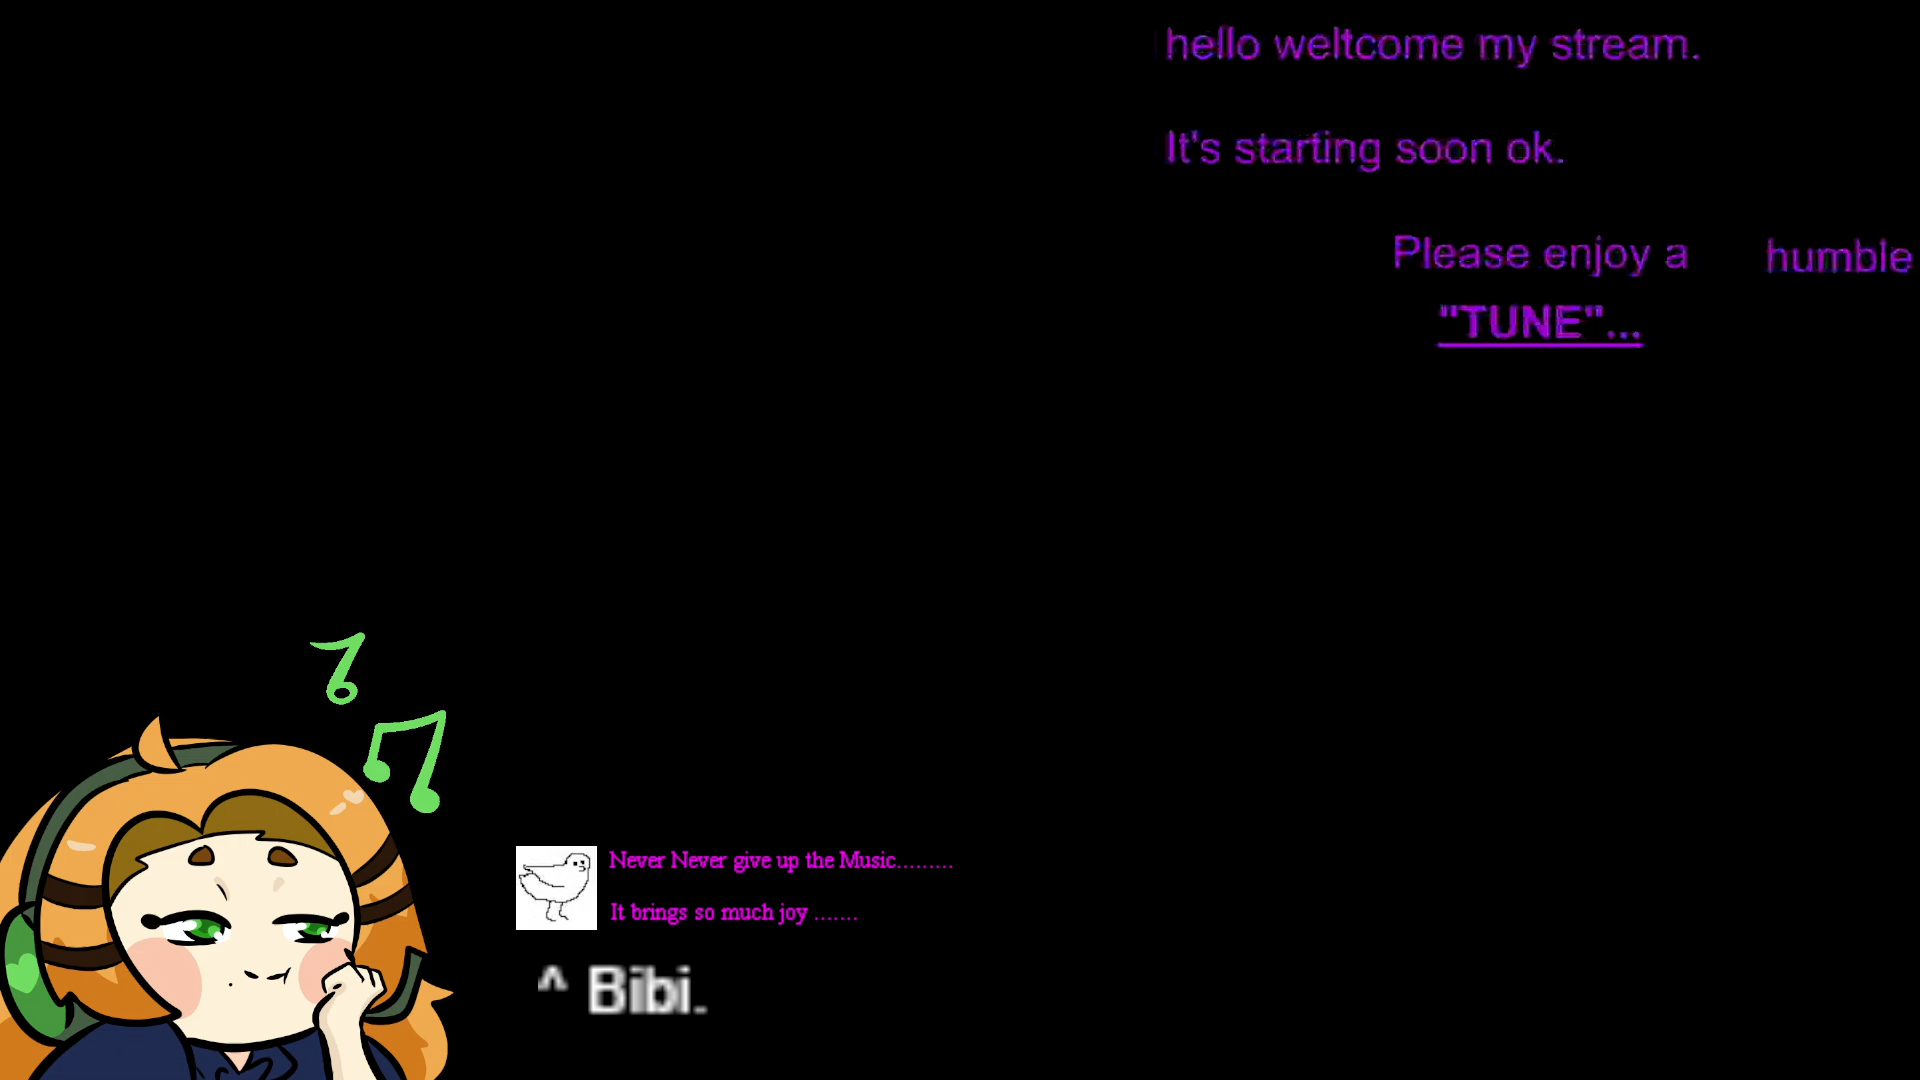 hello weltcome my stream.
It's starting soon ok.
Please enjoy a humble
"TUNE"...
Never Never give up the Music.........
It brings so much joy .......
^ Bibi.